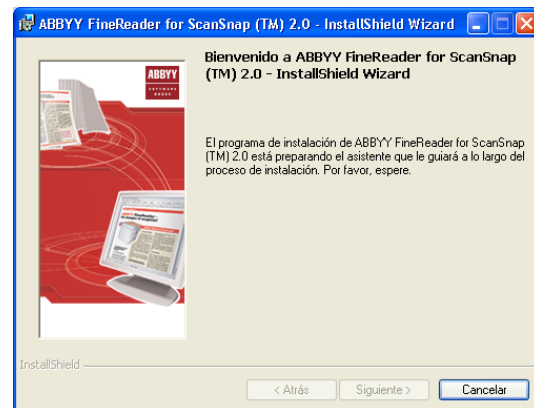 ABBYY FineReader for ScanSnap (TM) 2.0 - InstallShield Wizard
ABBYY
SOFTWARE
HOUSE
Bienvenido a ABBYY FineReader for ScanSnap
(TM) 2.0 - InstallShield Wizard
El programa de instalación de ABBYY FineReader for ScanSnap
(TM) 2.0 está preparando el asistente que le guiará a lo largo del
proceso de instalación. Por favor, espere.
InstallShield
< Atrás
Siguiente >
Cancelar